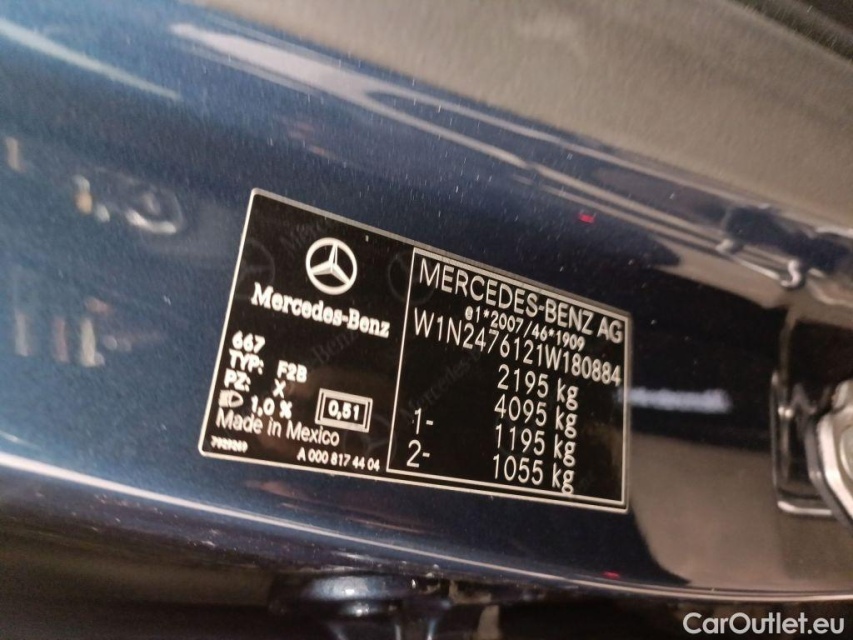 Mercedes-Benz
667
TYP: F2B
PZ: X
1,0 % 0,51
Made in Mexico
7929269
A 000 817 44 04
MERCEDES-BENZ AG
e1*2007/46*1909
W1N2476121W180884
2195 kg
4095 kg
1- 1195 kg
2- 1055 kg
CarOutlet.eu